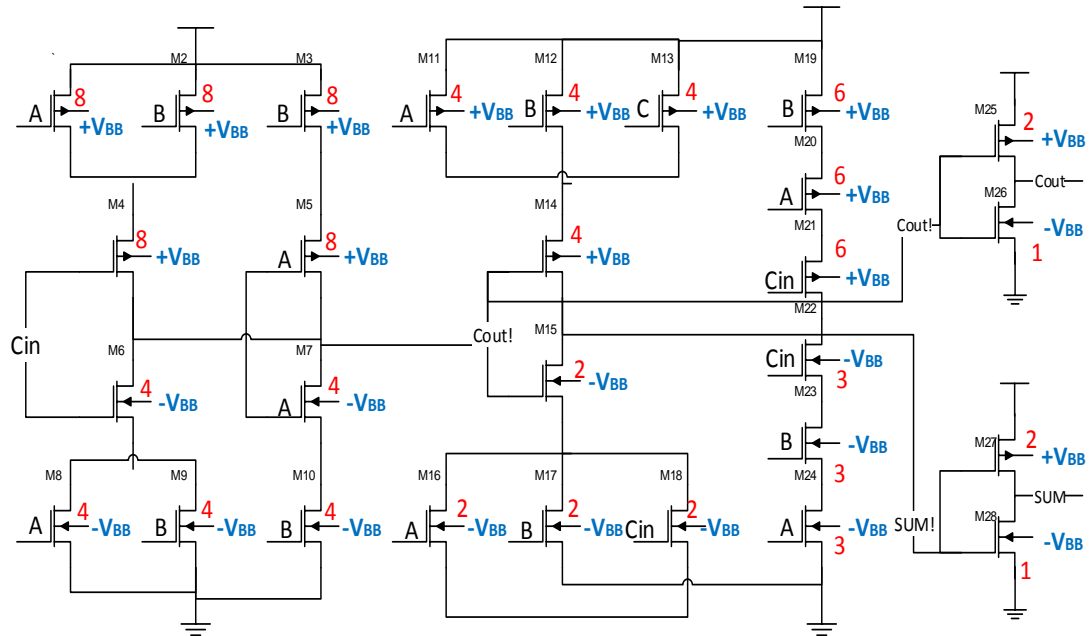 M2
M3
M11
M12
M13
M19
A
8
+VBB
B
8
+VBB
B
8
+VBB
A
4
+VBB
B
4
+VBB
C
4
+VBB
B
6
+VBB
M20
M25
2
+VBB
Cout
M26
-VBB
1
Cout!
A
6
+VBB
M21
M4
8
+VBB
M5
A
8
+VBB
M14
4
+VBB
Cin
6
+VBB
M22
Cin
M6
4
-VBB
M7
A
4
-VBB
Cout!
M15
2
-VBB
Cin
-VBB
3
M23
B
-VBB
3
M24
M8
A
4
-VBB
M9
B
4
-VBB
M10
B
4
-VBB
M16
A
2
-VBB
M17
B
2
-VBB
M18
Cin
2
-VBB
A
-VBB
3
SUM!
M27
2
+VBB
SUM
M28
-VBB
1